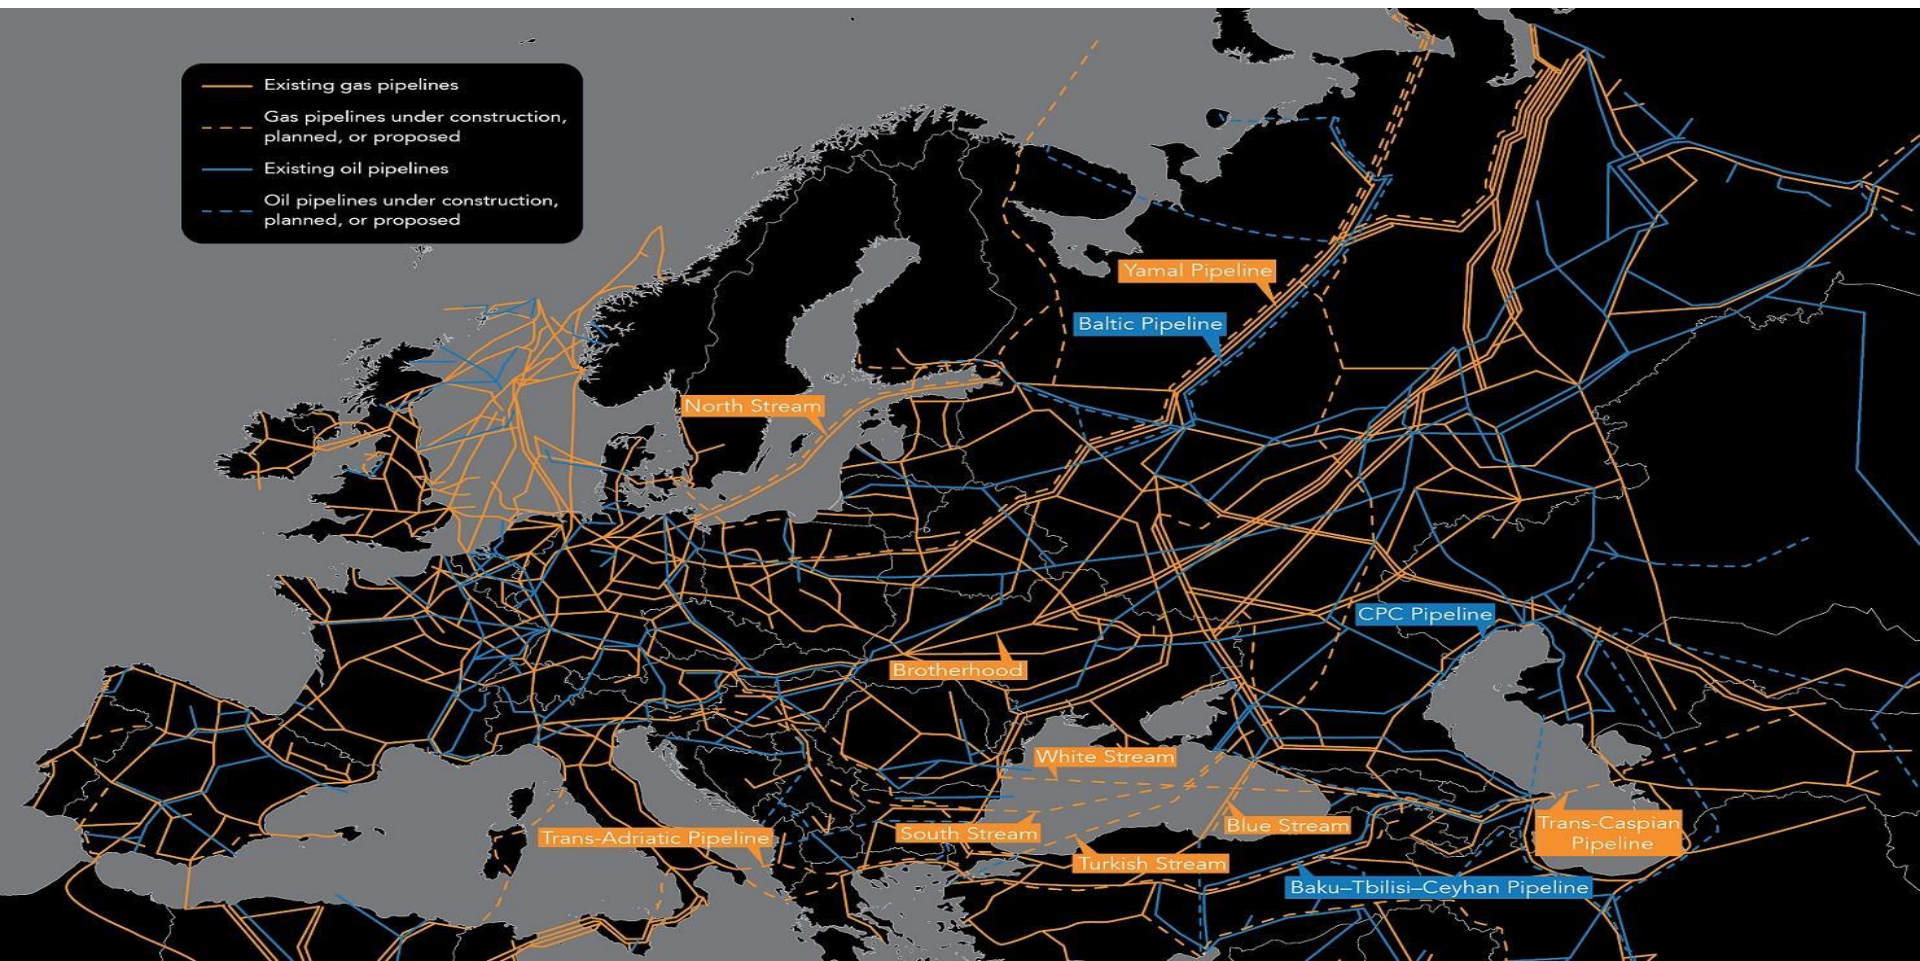 Existing gas pipelines
Gas pipelines under construction,
planned, or proposed
Existing oil pipelines
Oil pipelines under construction,
planned, or proposed
Yamal Pipeline
Baltic Pipeline
North Stream
CPC Pipeline
Brotherhood
White Stream
South Stream
Blue Stream
Trans-Adriatic Pipeline
Turkish Stream
Trans-Caspian
Pipeline
Baku–Tbilisi–Ceyhan Pipeline